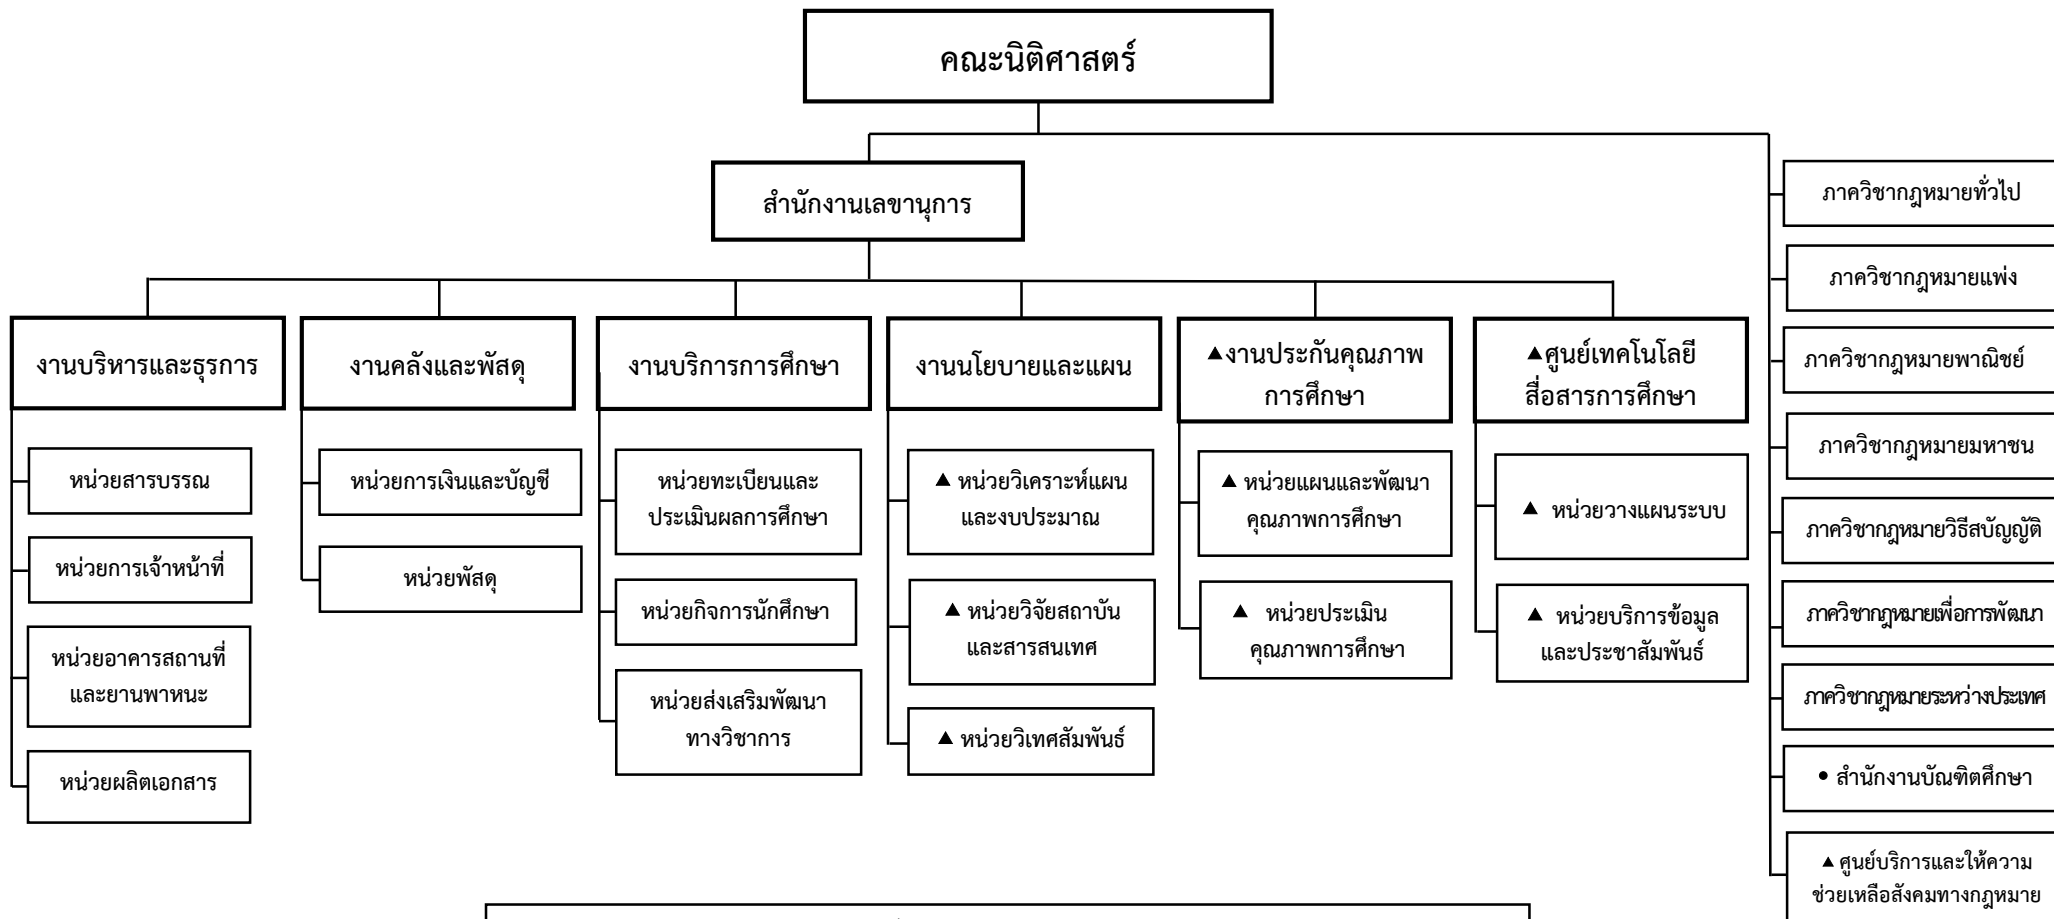 คณะนิติศาสตร์
สำนักงานเลขานุการ
งานบริหารและธุรการ
หน่วยสารบรรณ
หน่วยการเจ้าหน้าที่
หน่วยอาคารสถานที่
และยานพาหนะ
หน่วยผลิตเอกสาร
งานคลังและพัสดุ
หน่วยการเงินและบัญชี
หน่วยพัสดุ
งานบริการการศึกษา
หน่วยทะเบียนและ
ประเมินผลการศึกษา
หน่วยกิจการนักศึกษา
หน่วยส่งเสริมพัฒนา
ทางวิชาการ
งานนโยบายและแผน
▲ หน่วยวิเคราะห์แผน
และงบประมาณ
▲ หน่วยวิจัยสถาบัน
และสารสนเทศ
▲ หน่วยวิเทศสัมพันธ์
▲งานประกันคุณภาพ
การศึกษา
▲ หน่วยแผนและพัฒนา
คุณภาพการศึกษา
▲ หน่วยประเมิน
คุณภาพการศึกษา
▲ศูนย์เทคโนโลยี
สื่อสารการศึกษา
▲ หน่วยวางแผนระบบ
▲ หน่วยบริการข้อมูล
และประชาสัมพันธ์
ภาควิชากฎหมายทั่วไป
ภาควิชากฎหมายแพ่ง
ภาควิชากฎหมายพาณิชย์
ภาควิชากฎหมายมหาชน
ภาควิชากฎหมายวิธีสบัญญัติ
ภาควิชากฎหมายเพื่อการพัฒนา
ภาควิชากฎหมายระหว่างประเทศ
• สำนักงานบัณฑิตศึกษา
▲ ศูนย์บริการและให้ความ
ช่วยเหลือสังคมทางกฎหมาย